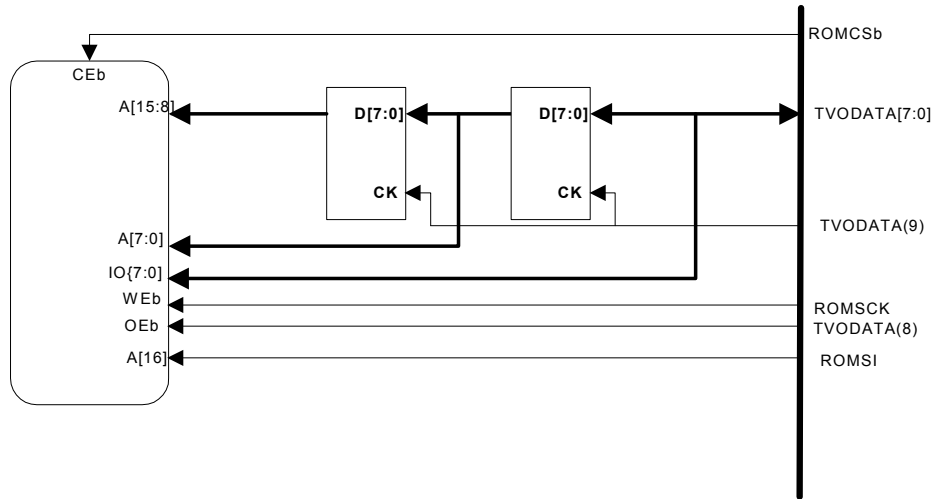 ROMCSb
CEb
A[15:8]
D[7:0]
D[7:0]
TVODATA[7:0]
CK
CK
TVODATA(9)
A[7:0]
IO{7:0]
WEb
ROMSCK
OEb
TVODATA(8)
A[16]
ROMSI